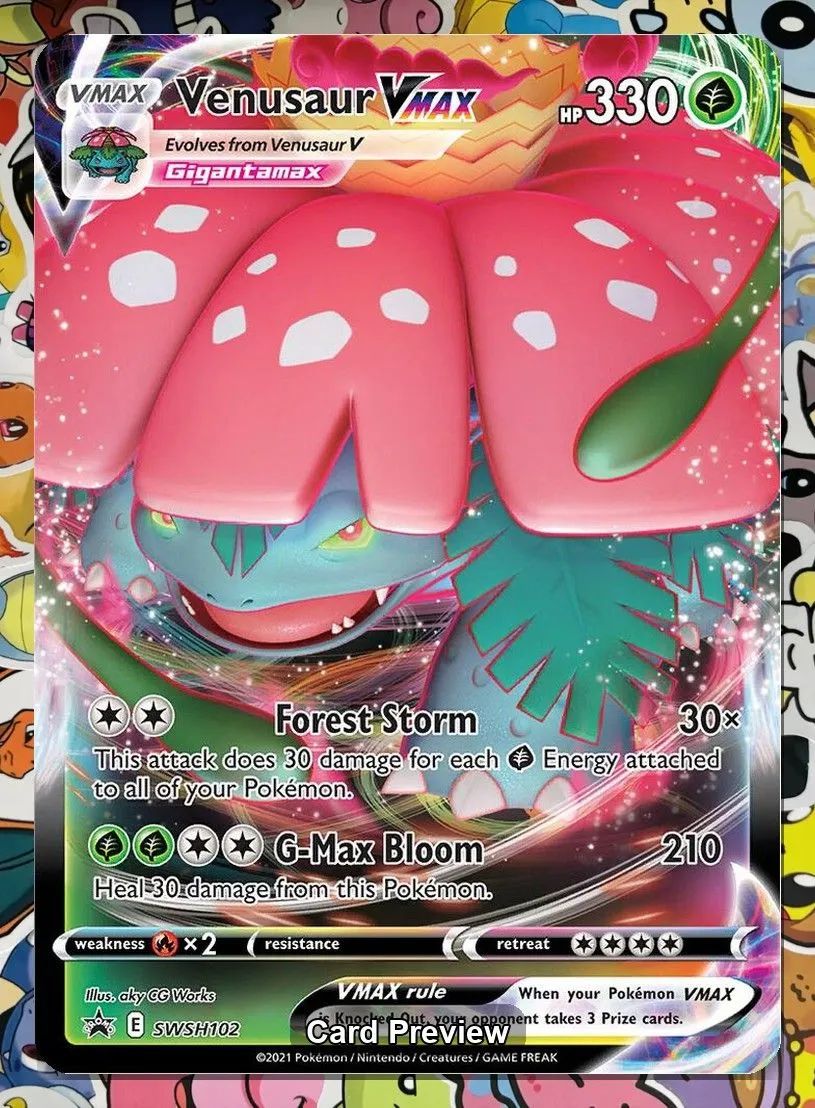 VMAX Venusaur VMAX HP 330
Evolves from Venusaur V
Gigantamax
Forest Storm 30×
This attack does 30 damage for each Energy attached
to all of your Pokémon.
G-Max Bloom 210
Heal 30 damage from this Pokémon.
weakness ×2 resistance retreat
Illus. aky CG Works
VMAX rule When your Pokémon VMAX
is Knocked Out, your opponent takes 3 Prize cards.
E SWSH102
Card Preview
©2021 Pokémon / Nintendo / Creatures / GAME FREAK